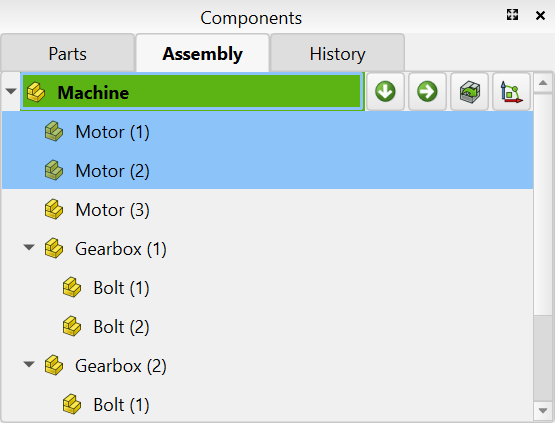 Components
Parts Assembly History
Machine
Motor (1)
Motor (2)
Motor (3)
Gearbox (1)
Bolt (1)
Bolt (2)
Gearbox (2)
Bolt (1)